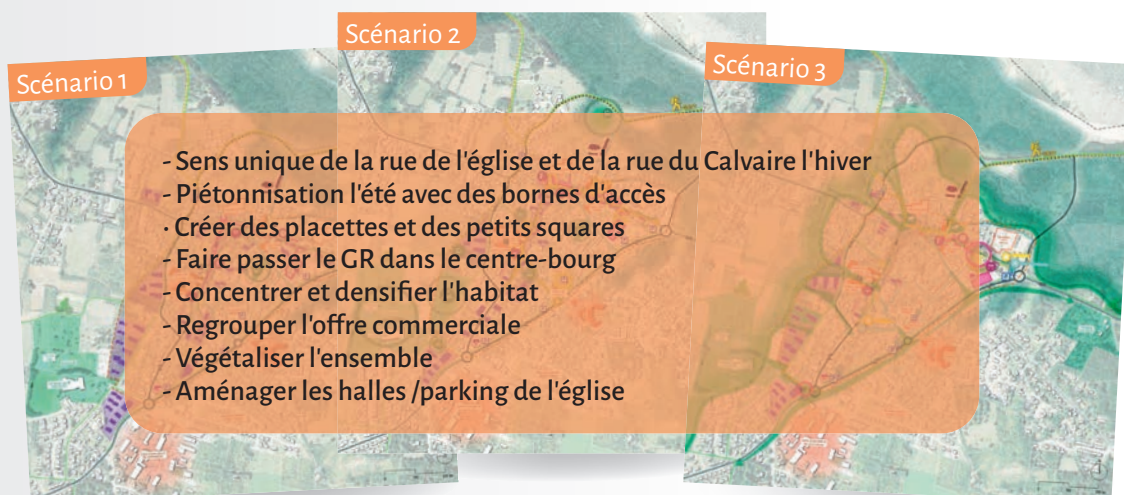 Scénario 1
Scénario 2
Scénario 3
- Sens unique de la rue de l'église et de la rue du Calvaire l'hiver
- Piétonnisation l'été avec des bornes d'accès
· Créer des placettes et des petits squares
- Faire passer le GR dans le centre-bourg
- Concentrer et densifier l'habitat
- Regrouper l'offre commerciale
- Végétaliser l'ensemble
- Aménager les halles /parking de l'église